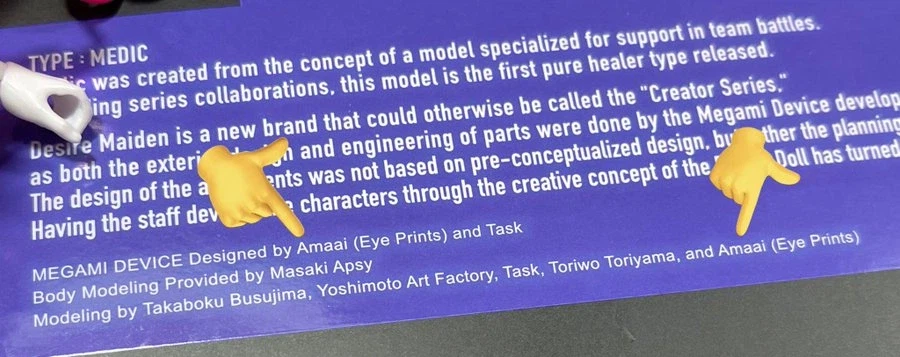 TYPE : MEDIC
was created from the concept of a model specialized for support in team battles.
ing series collaborations, this model is the first pure healer type released.
Desire Maiden is a new brand that could otherwise be called the "Creator Series,"
as both the and engineering of parts were done by the Megami Device
The design of the was not based on pre-conceptualized design, the planning
Having the staff characters through the creative concept of the Doll has turned
MEGAMI DEVICE Designed by Amaai (Eye Prints) and Task
Body Modeling Provided by Masaki Apsy
Modeling by Takaboku Busujima, Yoshimoto Art Factory, Task, Toriwo Toriyama, and Amaai (Eye Prints)